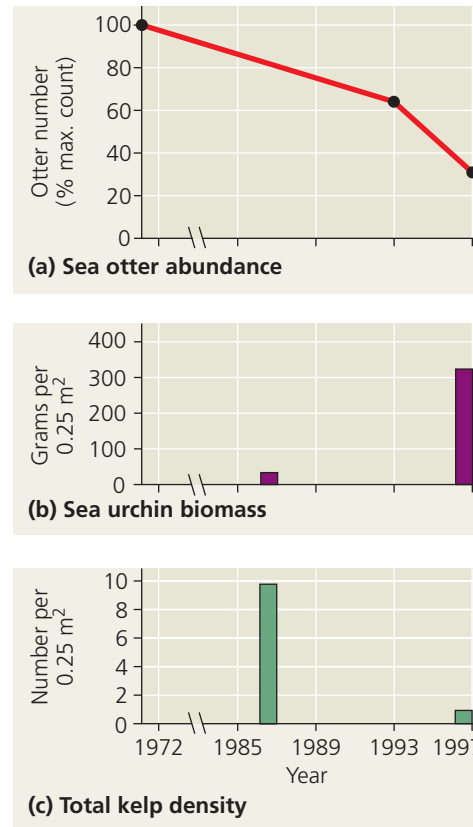 100
80
60
40
20
0
Otter number
(% max. count)
(a) Sea otter abundance
400
300
200
100
0
Grams per
0.25 m²
(b) Sea urchin biomass
10
8
6
4
2
0
Number per
0.25 m²
1972 1985 1989 1993 1997
Year
(c) Total kelp density